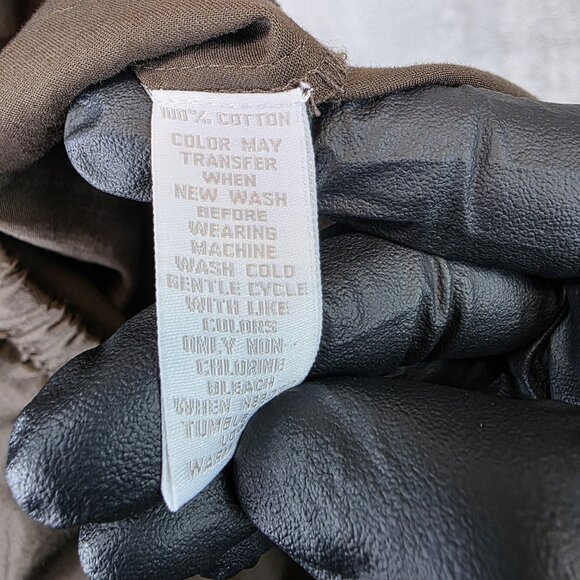 100% COTTON
COLOR MAY
TRANSFER
WHEN
NEW WASH
BEFORE
WEARING
MACHINE
WASH COLD
GENTLE CYCLE
WITH LIKE
COLORS
ONLY NON-
CHLORINE
BLEACH
WHEN